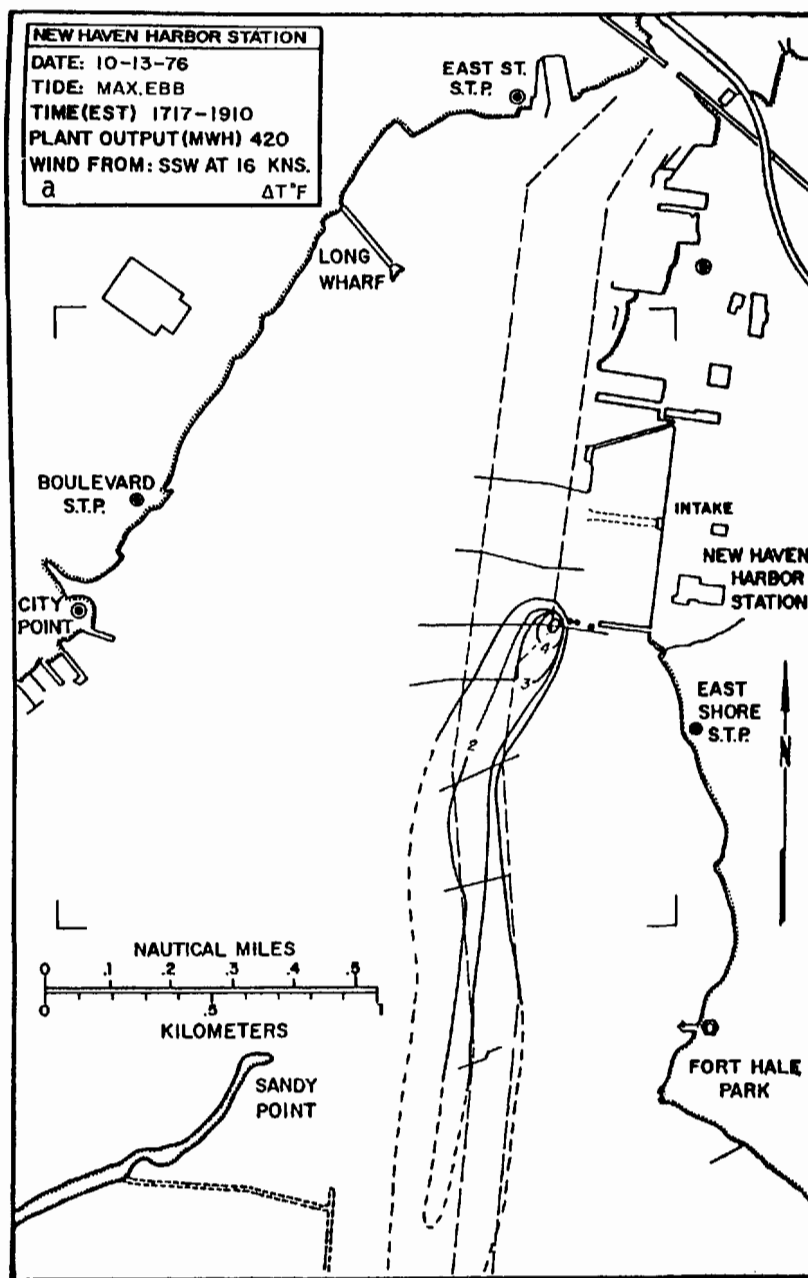 NEW HAVEN HARBOR STATION
DATE: 10-13-76
TIDE: MAX.EBB
TIME(EST) 1717-1910
PLANT OUTPUT(MWH) 420
WIND FROM: SSW AT 16 KNS.
a ΔT°F
EAST ST.
S.T.P.
LONG
WHARF
BOULEVARD
S.T.P.
INTAKE
NEW HAVEN
HARBOR
STATION
CITY
POINT
4
3
EAST
SHORE
S.T.P.
2
1
N
NAUTICAL MILES
0 .1 .2 .3 .4 .5
0 .5 1
KILOMETERS
FORT HALE
PARK
SANDY
POINT